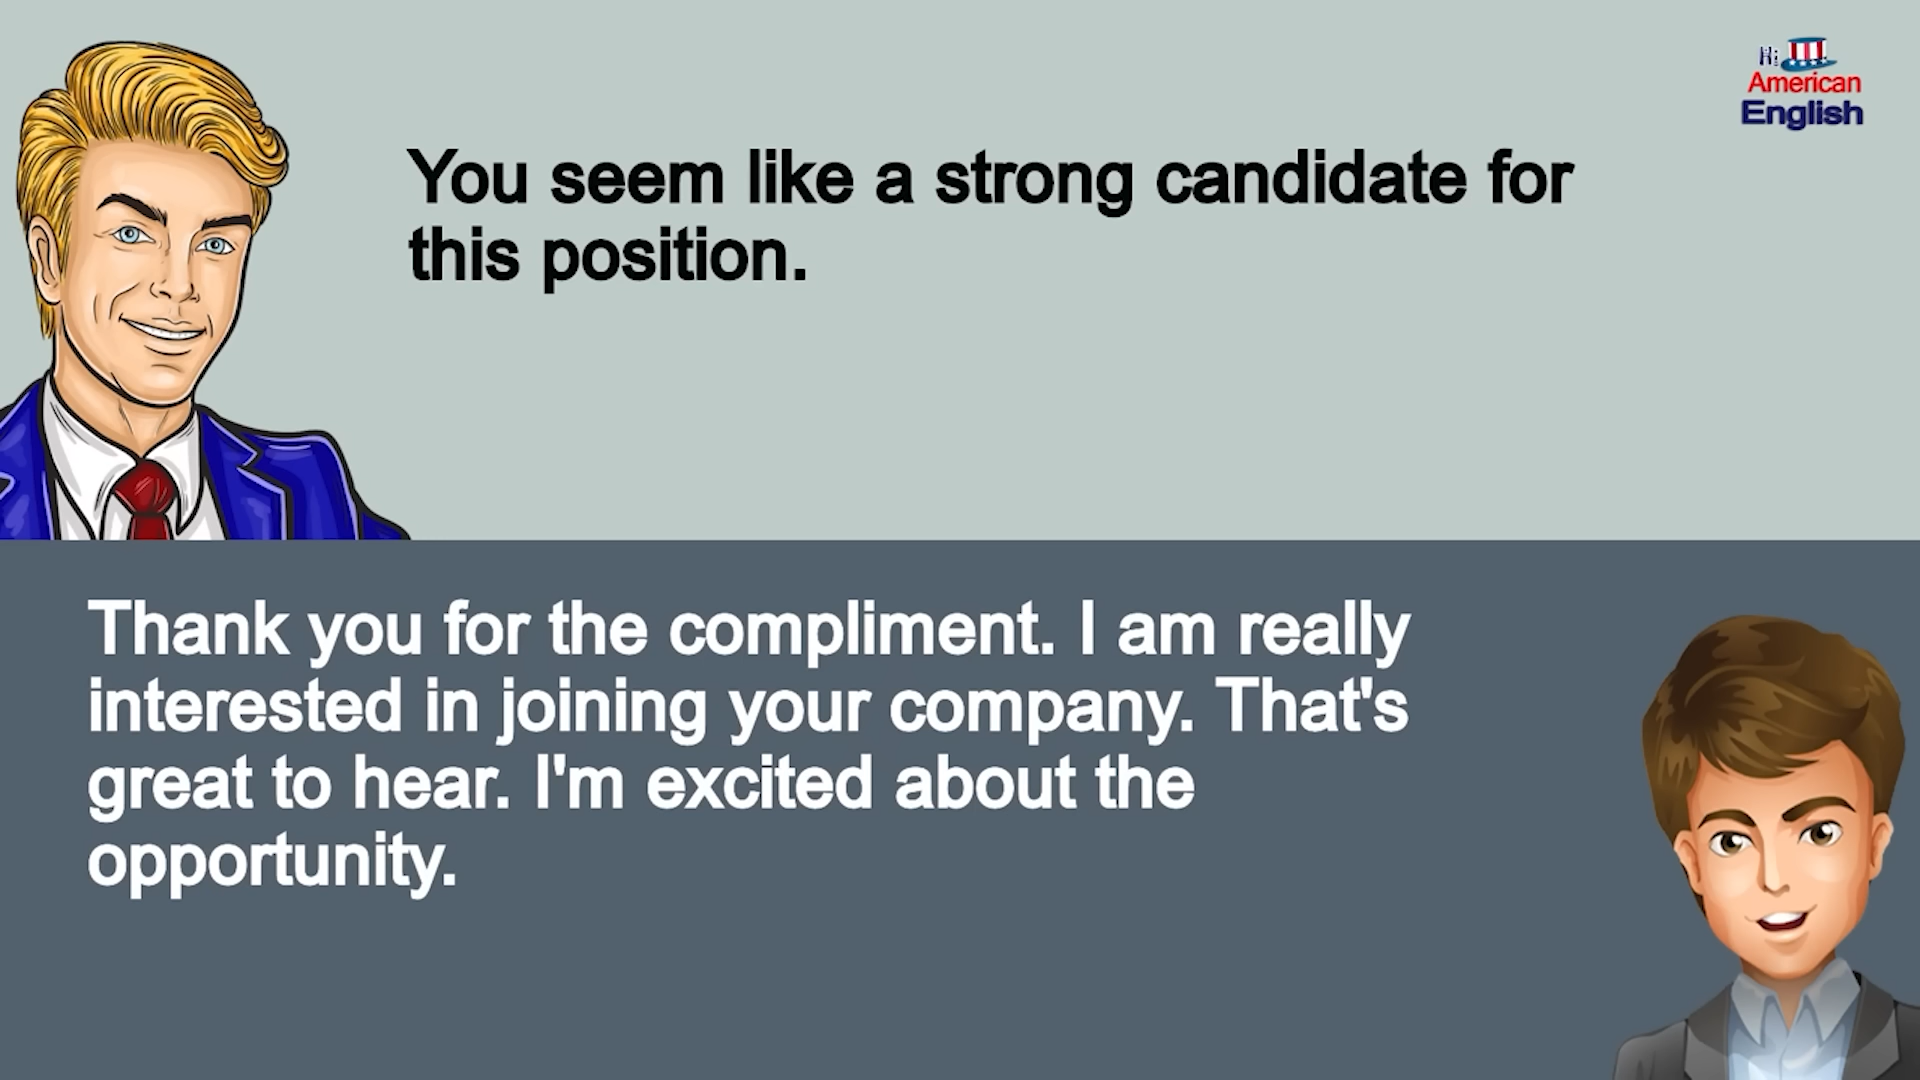 Hi
American
English
You seem like a strong candidate for
this position.
Thank you for the compliment. I am really
interested in joining your company. That's
great to hear. I'm excited about the
opportunity.